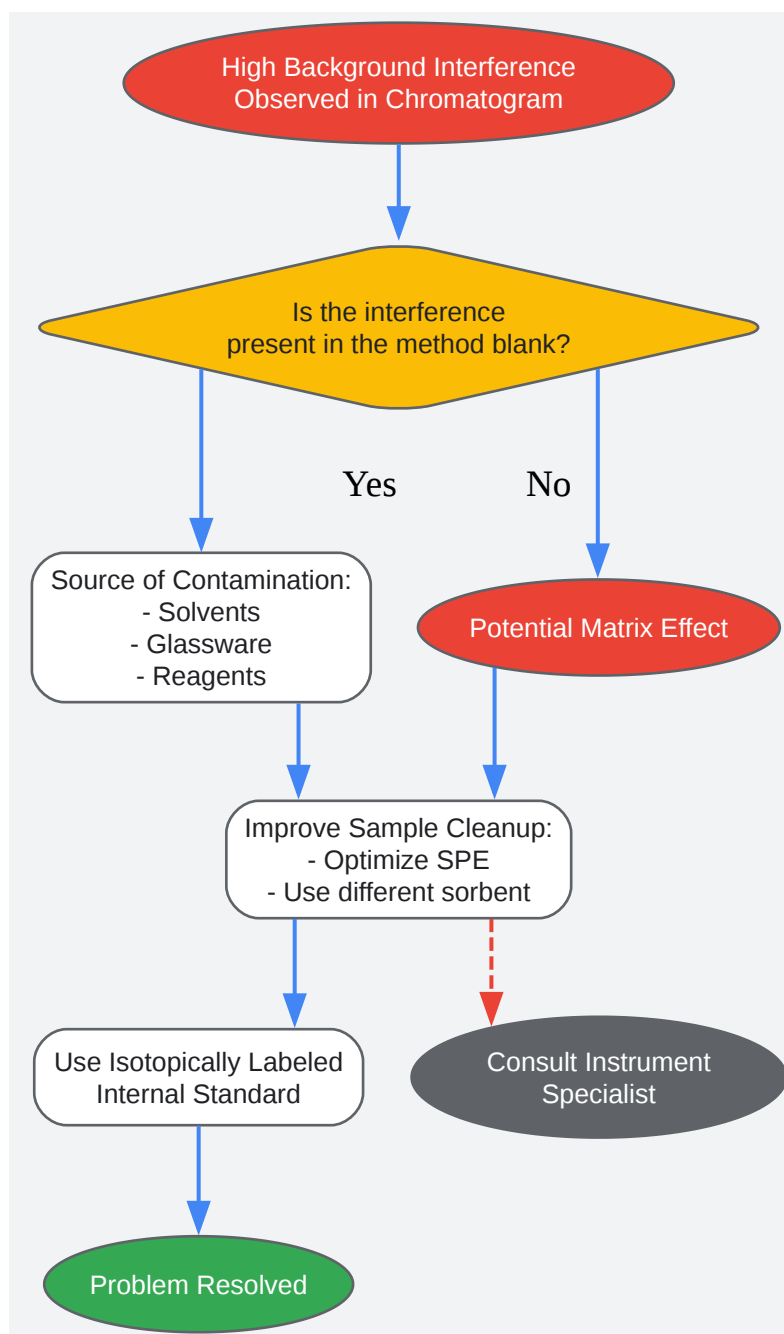 High Background Interference
Observed in Chromatogram
Is the interference
present in the method blank?
Yes
No
Source of Contamination:
- Solvents
- Glassware
- Reagents
Potential Matrix Effect
Improve Sample Cleanup:
- Optimize SPE
- Use different sorbent
Use Isotopically Labeled
Internal Standard
Consult Instrument
Specialist
Problem Resolved